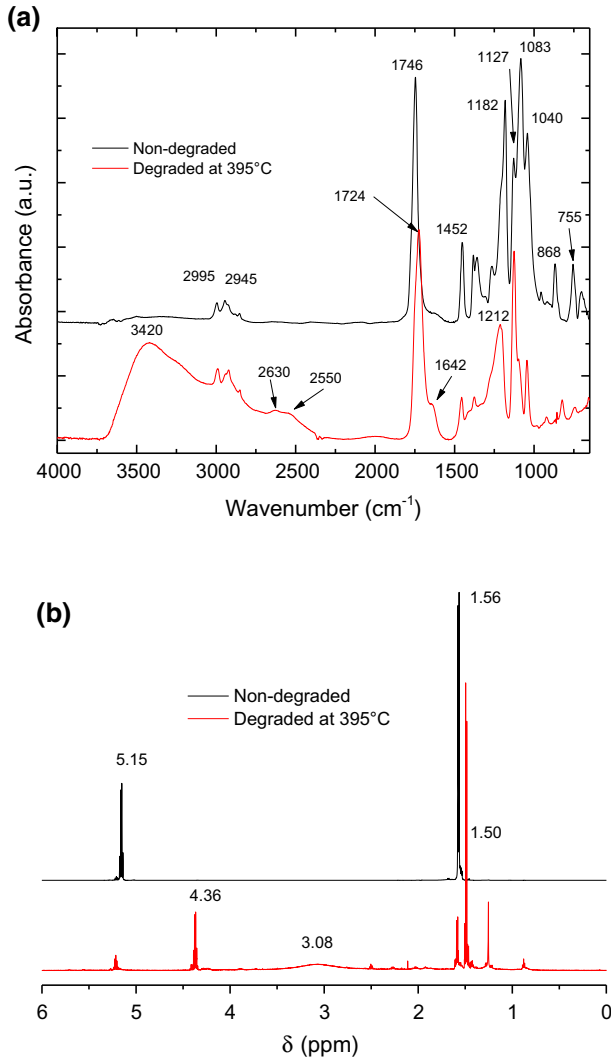 (a)
1083
1127
1746
1182
1040
Non-degraded
Degraded at 395°C
1724
1452
868
755
2995
2945
1212
3420
2630
2550
1642
Absorbance (a.u.)
4000 3500 3000 2500 2000 1500 1000
Wavenumber (cm⁻¹)
(b)
1.56
Non-degraded
Degraded at 395°C
5.15
1.50
4.36
3.08
6 5 4 3 2 1 0
δ (ppm)